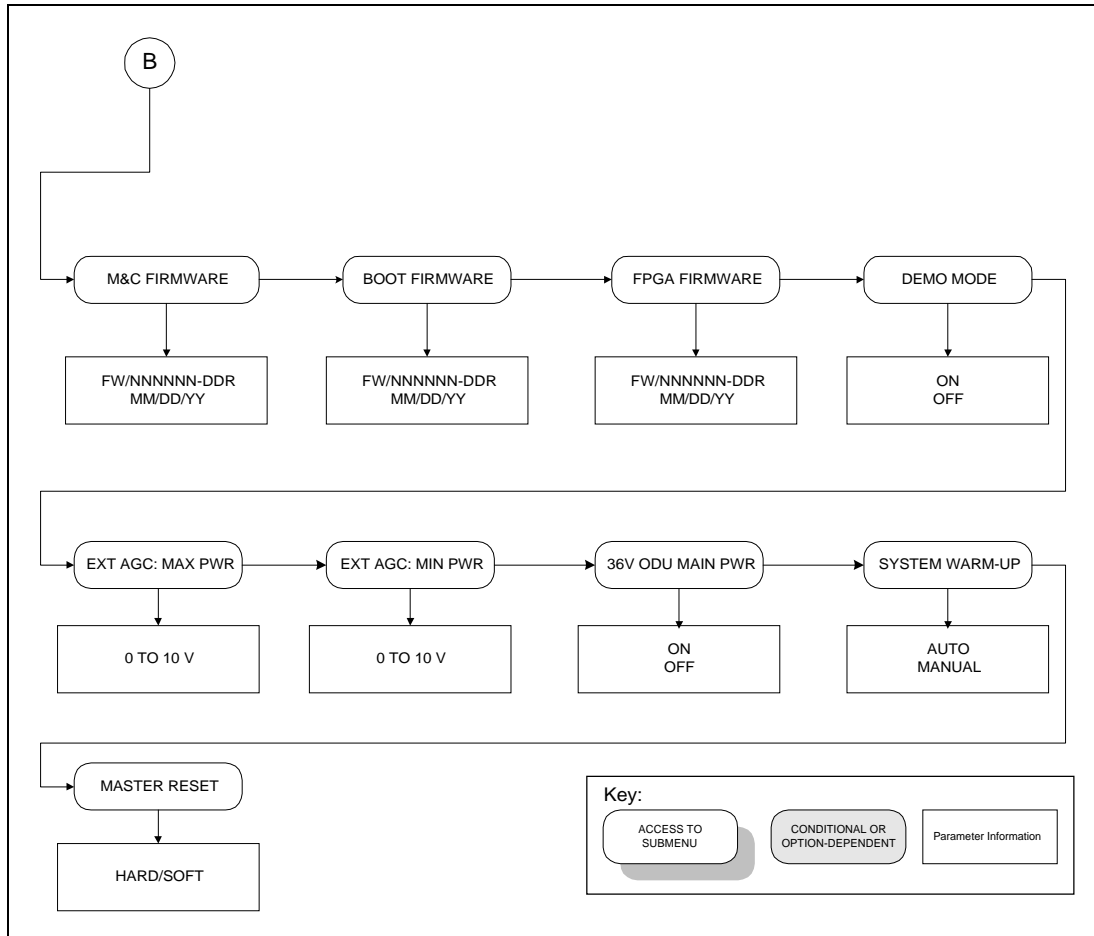 B
M&C FIRMWARE
BOOT FIRMWARE
FPGA FIRMWARE
DEMO MODE
FW/NNNNNN-DDR
MM/DD/YY
FW/NNNNNN-DDR
MM/DD/YY
FW/NNNNNN-DDR
MM/DD/YY
ON
OFF
EXT AGC: MAX PWR
EXT AGC: MIN PWR
36V ODU MAIN PWR
SYSTEM WARM-UP
0 TO 10 V
0 TO 10 V
ON
OFF
AUTO
MANUAL
MASTER RESET
HARD/SOFT
Key:
ACCESS TO
SUBMENU
CONDITIONAL OR
OPTION-DEPENDENT
Parameter Information